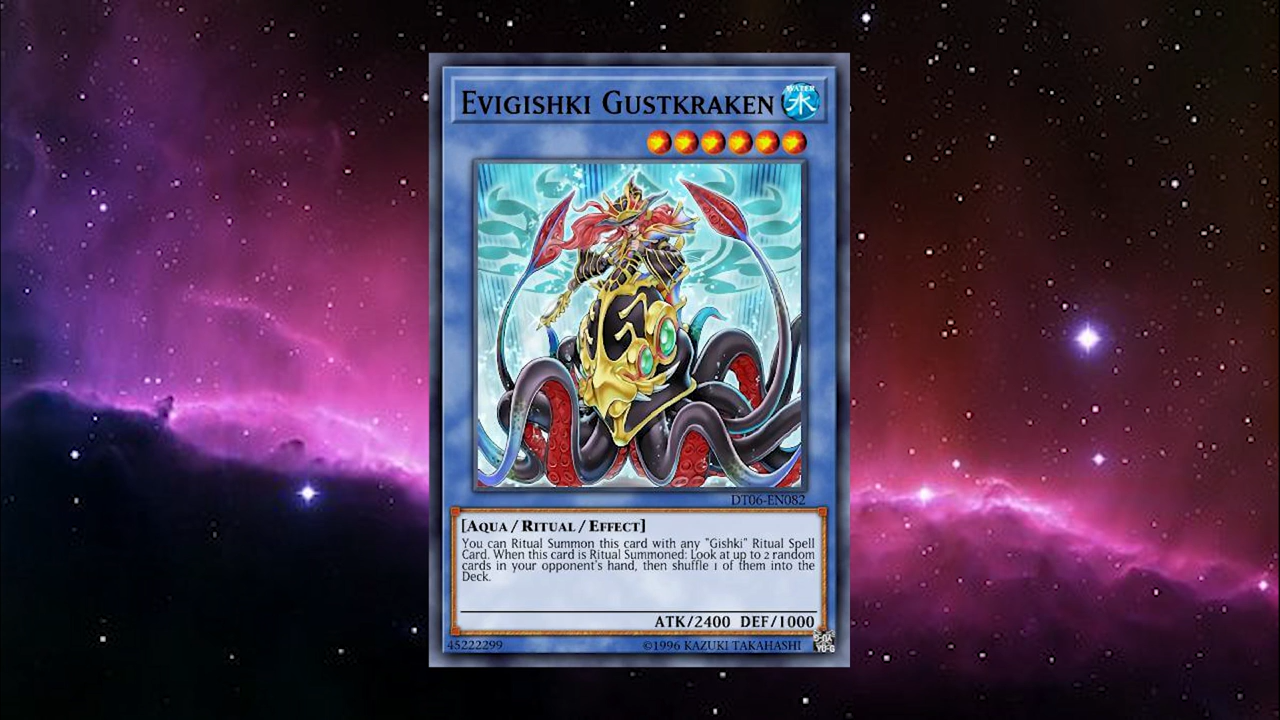 EVIGISHKI GUSTKRAKEN
WATER
水
DT06-EN082
[AQUA / RITUAL / EFFECT]
You can Ritual Summon this card with any "Gishki" Ritual Spell
Card. When this card is Ritual Summoned: Look at up to 2 random
cards in your opponent's hand, then shuffle 1 of them into the
Deck.
ATK/2400 DEF/1000
45222299
©1996 KAZUKI TAKAHASHI